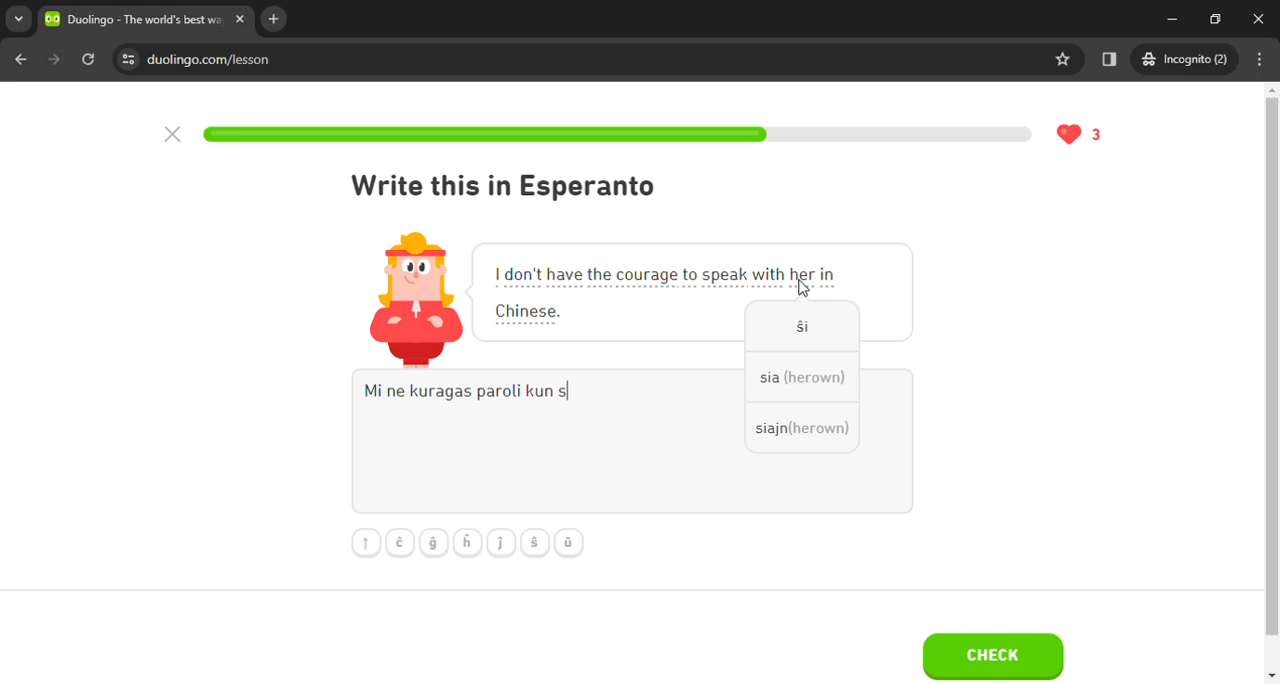 Duolingo - The world's best wa
duolingo.com/lesson
Incognito (2)
3
Write this in Esperanto
I don't have the courage to speak with her in
Chinese.
ŝi
sia (herown)
siajn(herown)
Mi ne kuragas paroli kun s
↑ ĉ ĝ ĥ ĵ ŝ ŭ
CHECK